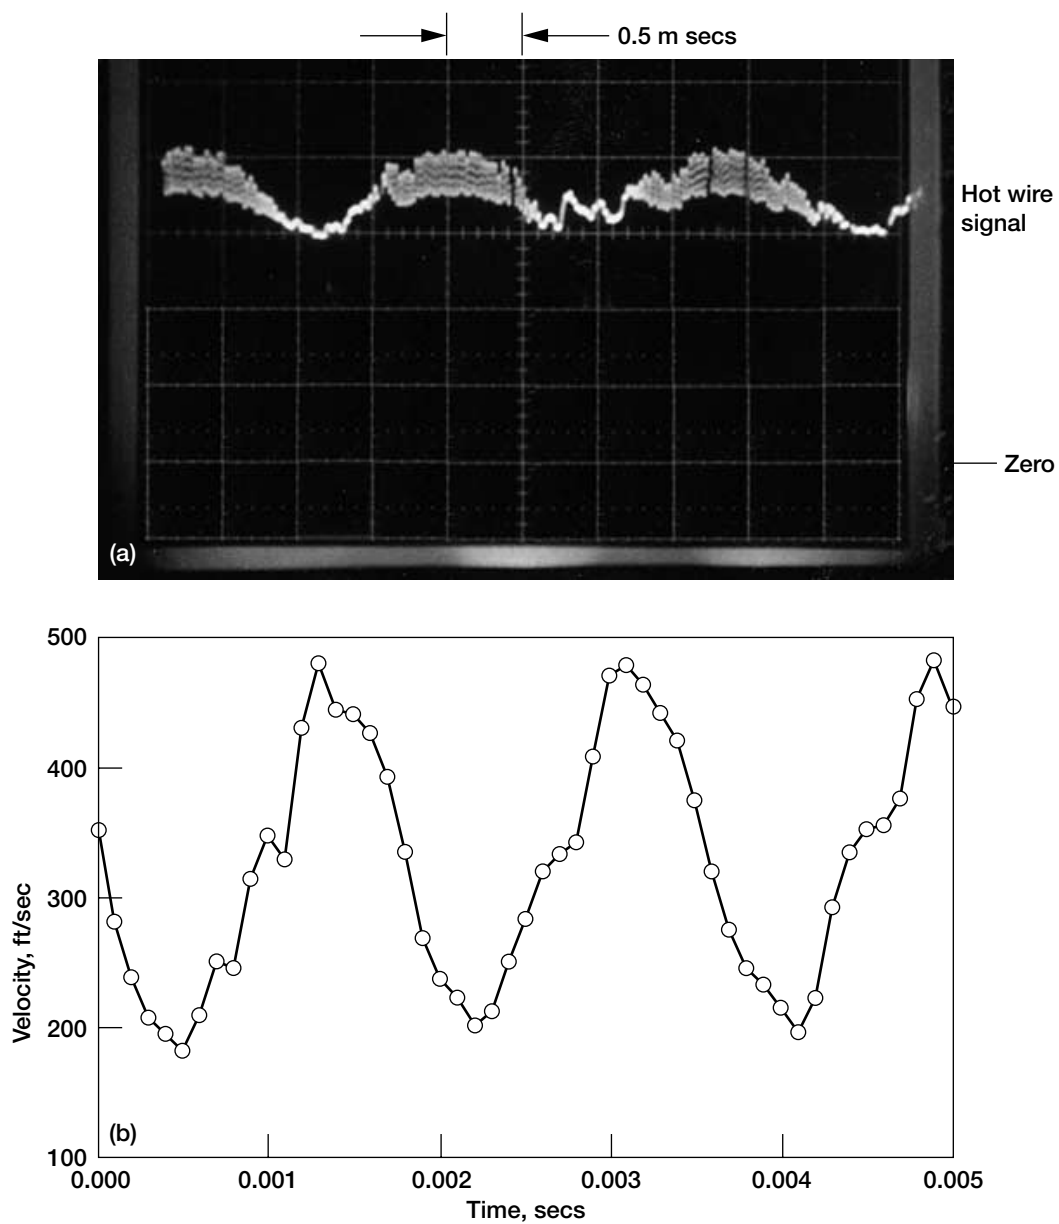 0.5 m secs
Hot wire
signal
Zero
(a)
500
400
300
200
100
Velocity, ft/sec
(b)
0.000 0.001 0.002 0.003 0.004 0.005
Time, secs